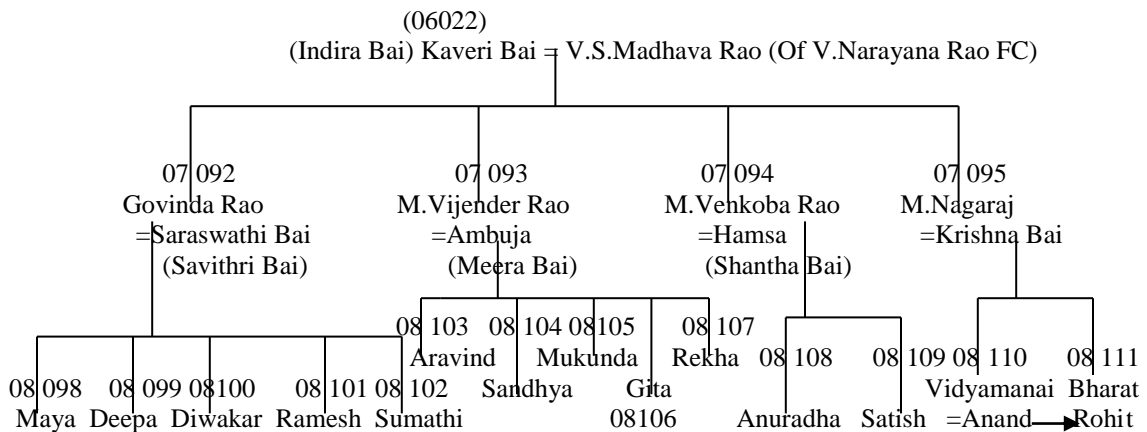 (06022)
(Indira Bai) Kaveri Bai = V.S.Madhava Rao (Of V.Narayana Rao FC)
07 092 07 093 07 094 07 095
Govinda Rao M.Vijender Rao M.Venkoba Rao M.Nagaraj
=Saraswathi Bai =Ambuja =Hamsa =Krishna Bai
(Savithri Bai) (Meera Bai) (Shantha Bai)
08 103 08 104 08105 08 107
Aravind Mukunda Rekha 08 108 08 109 08 110 08 111
08 098 08 099 08100 08 101 08 102 Sandhya Gita Vidyamanai Bharat
Maya Deepa Diwakar Ramesh Sumathi 08106 Anuradha Satish =Anand Rohit